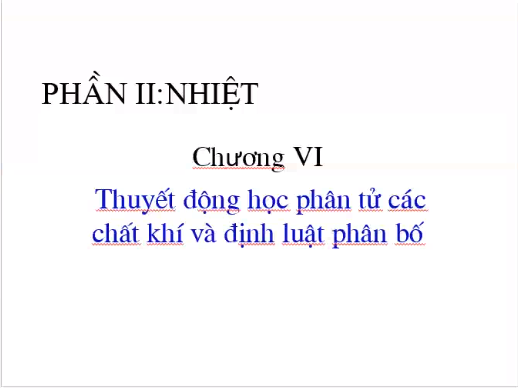 PHẦN II:NHIỆT
Chương VI
Thuyết động học phân tử các
chất khí và định luật phân bố